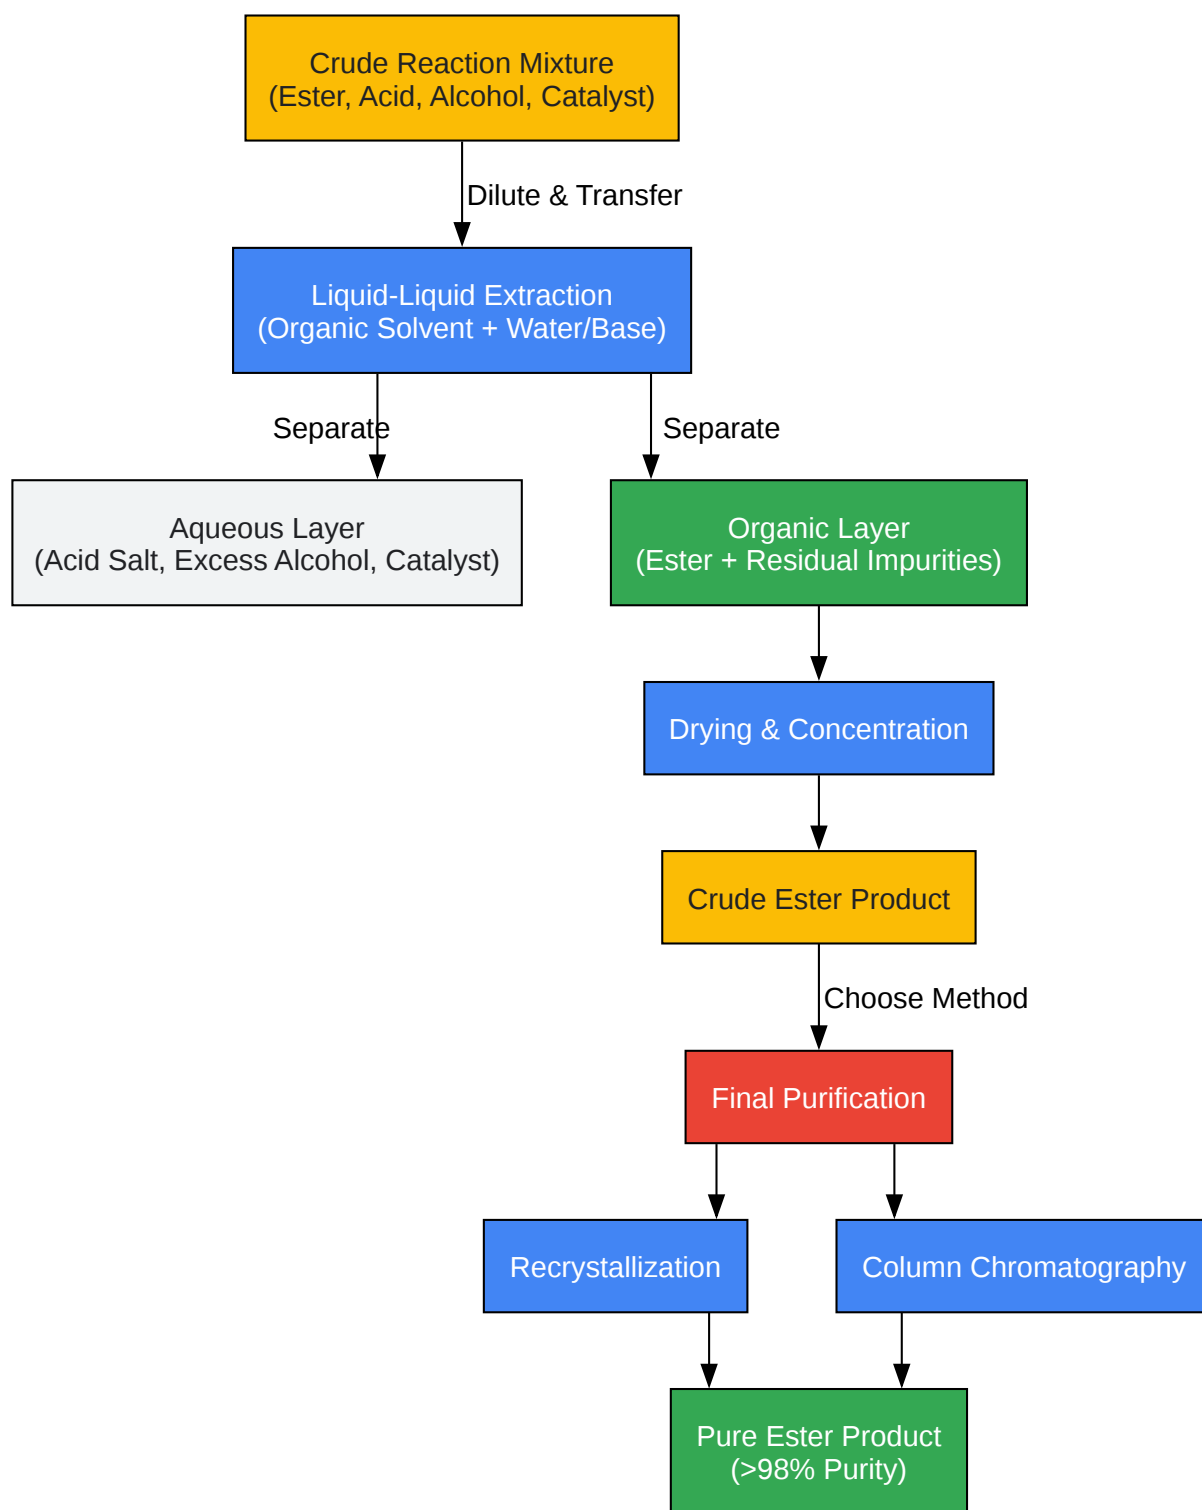 Crude Reaction Mixture
(Ester, Acid, Alcohol, Catalyst)
Dilute & Transfer
Liquid-Liquid Extraction
(Organic Solvent + Water/Base)
Separate
Separate
Aqueous Layer
(Acid Salt, Excess Alcohol, Catalyst)
Organic Layer
(Ester + Residual Impurities)
Drying & Concentration
Crude Ester Product
Choose Method
Final Purification
Recrystallization
Column Chromatography
Pure Ester Product
(>98% Purity)